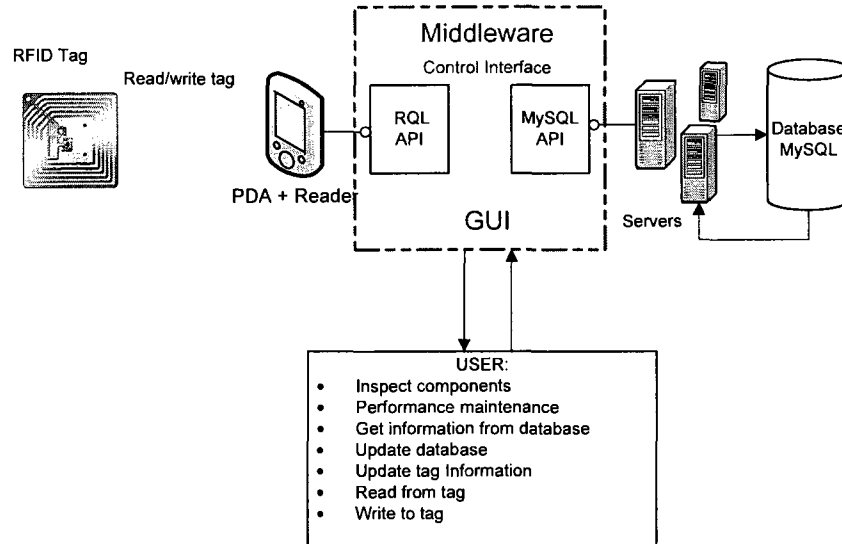 RFID Tag
Read/write tag
PDA + Reader
Middleware
Control Interface
RQL
API
MySQL
API
GUI
Servers
Database
MySQL
USER:
• Inspect components
• Performance maintenance
• Get information from database
• Update database
• Update tag Information
• Read from tag
• Write to tag